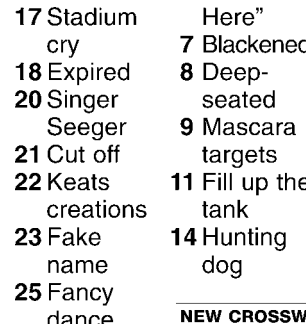 17 Stadium
cry
18 Expired
20 Singer
Seeger
21 Cut off
22 Keats
creations
23 Fake
name
25 Fancy
dance
Here”
7 Blackened
8 Deep-
seated
9 Mascara
targets
11 Fill up the
tank
14 Hunting
dog
NEW CROSSW